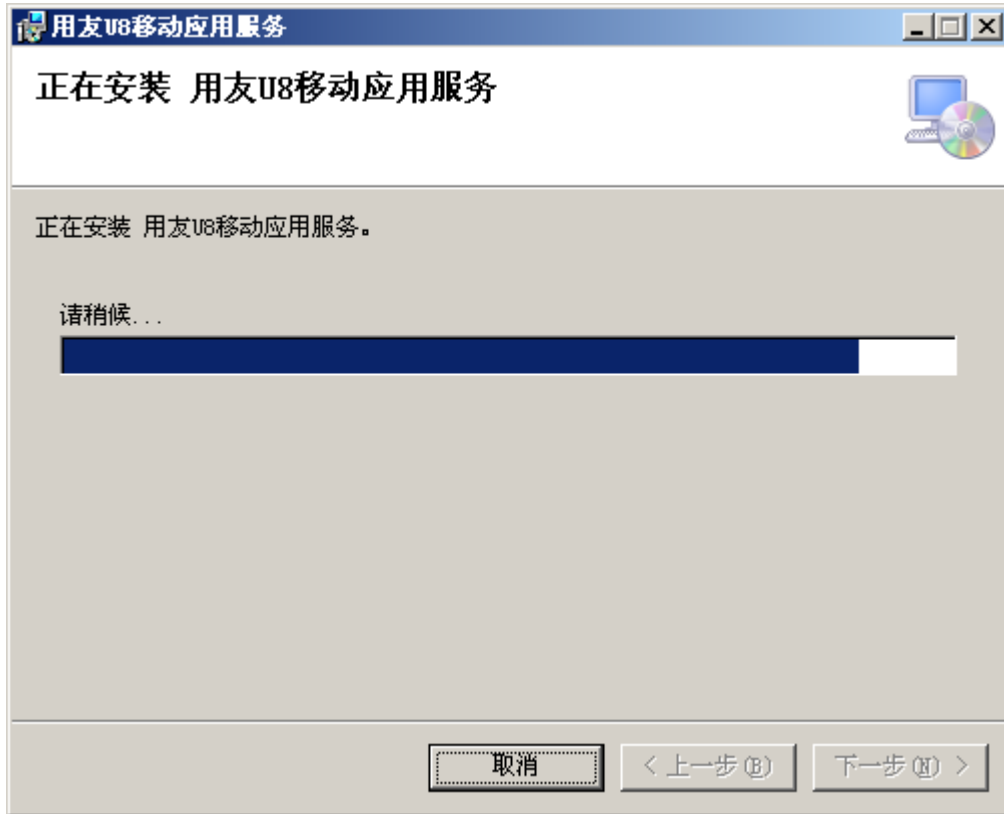 用友U8移动应用服务
正在安装 用友U8移动应用服务
正在安装 用友U8移动应用服务。
请稍候...
取消
< 上一步(B)
下一步(N) >